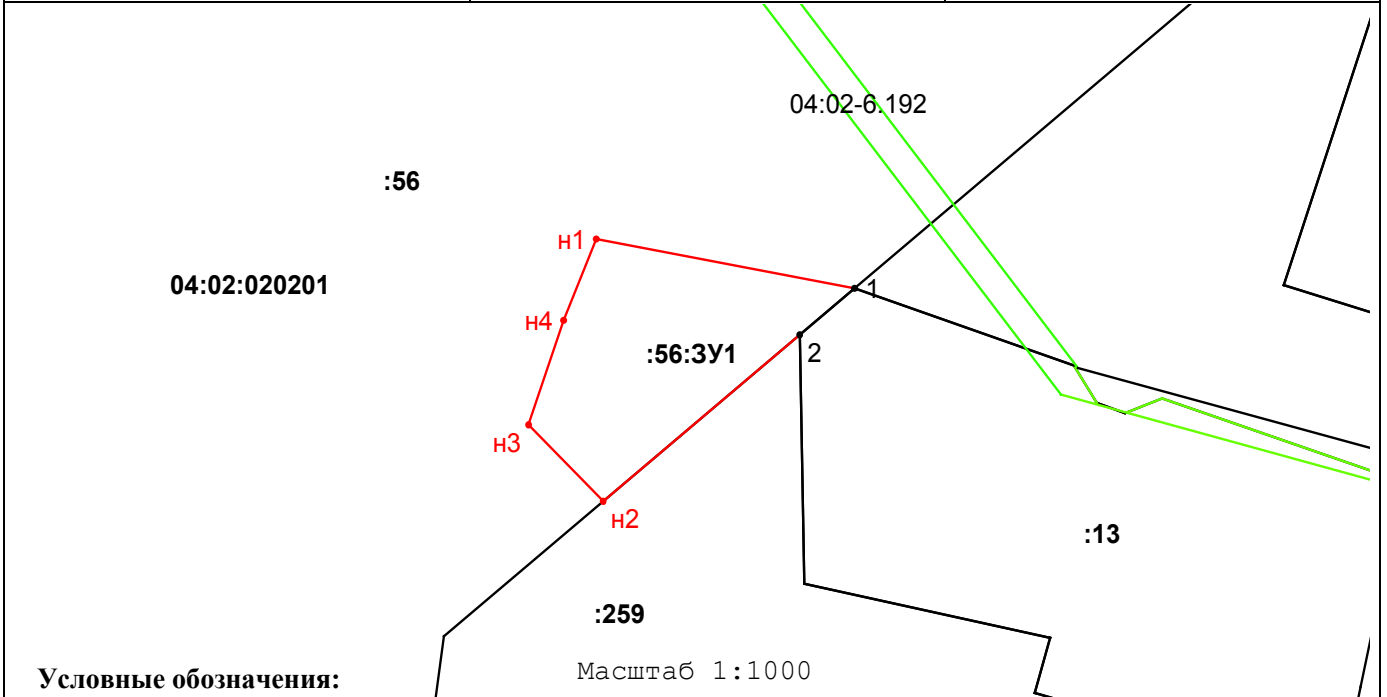 04:02-6.192
:56
н1
04:02:020201
1
н4
:56:ЗУ1
2
н3
н2
:13
:259
Масштаб 1:1000
Условные обозначения: